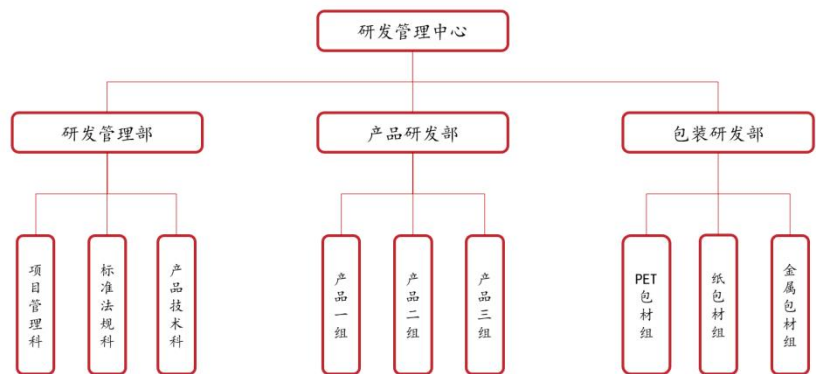 研发管理中心
研发管理部
产品研发部
包装研发部
项目管理科
标准法规科
产品技术科
产品一组
产品二组
产品三组
PET包材组
纸包材组
金属包材组